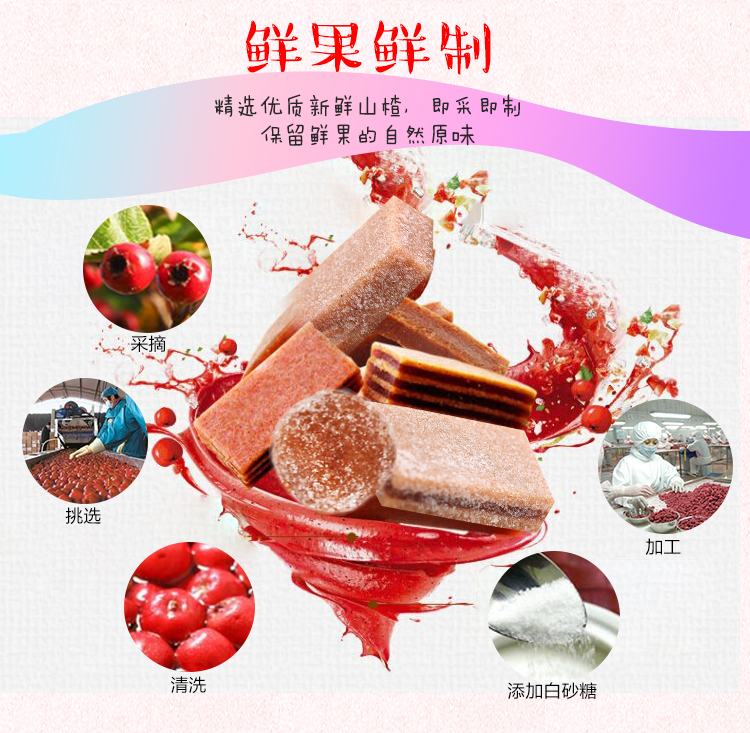 鲜果鲜制
精选优质新鲜山楂，即采即制
保留鲜果的自然原味
采摘
挑选
加工
清洗
添加白砂糖